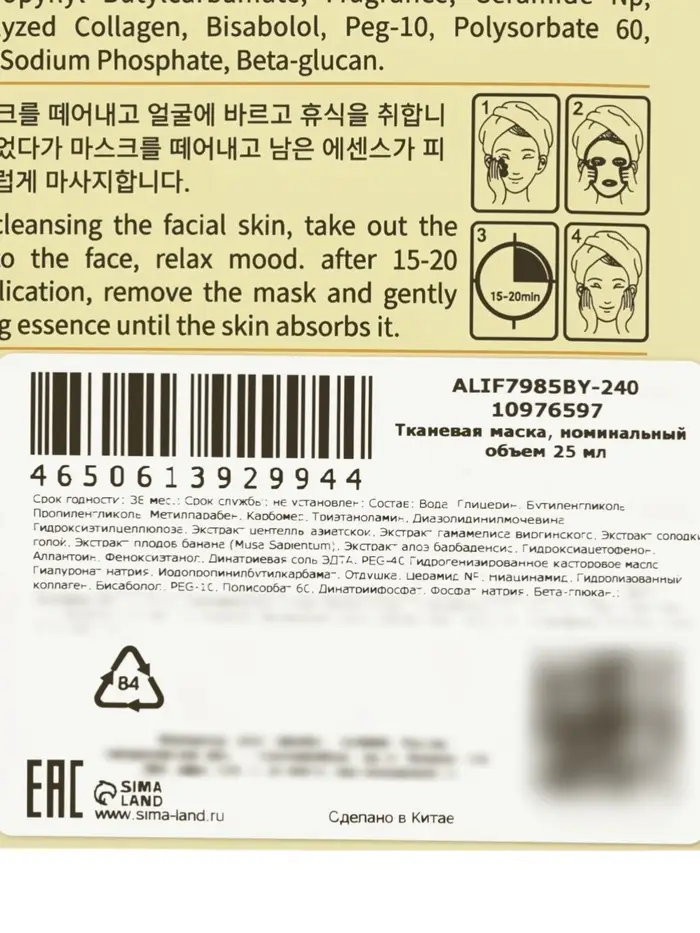 Butylcarbamate, Fragrance, Ceramide Np,
lyzed Collagen, Bisabolol, Peg-10, Polysorbate 60,
Sodium Phosphate, Beta-glucan.
크를 떼어내고 얼굴에 바르고 휴식을 취합니
었다가 마스크를 떼어내고 남은 에센스가 피
럽게 마사지합니다.
cleansing the facial skin, take out the
to the face, relax mood. after 15-20
lication, remove the mask and gently
g essence until the skin absorbs it.
1
2
3
15-20min
4
ALIF7985BY-240
10976597
Тканевая маска, номинальный
объем 25 мл
4650613929944
Срок годности: 36 мес.; Срок службы: не установлен; Состав: Вода, Глицерин, Бутиленгликоль
Пропиленгликоль, Метилпарабен, Карбомер, Триэтаноламин, Диазолидинилмочевина
Гидроксиэтилцеллюлоза, Экстракт центеллы азиатской, Экстракт гамамелиса виргинского, Экстракт солодки
голой, Экстракт плодов банана (Musa Sapientum), Экстракт алоэ барбаденсис, Гидроксиацетофенон,
Аллантоин, Феноксиэтанол, Динатриевая соль ЭДТА, PEG-40 Гидрогенизированное касторовое масло
Гиалуронат натрия, Йодопропинилбутилкарбамат, Отдушка, Церамид NP, Ниацинамид, Гидролизованный
коллаген, Бисаболол, PEG-10, Полисорбат 60, Динатрийфосфат, Фосфат натрия, Бета-глюкан.;
84
EAC
SIMA
LAND
www.sima-land.ru
Сделано в Китае